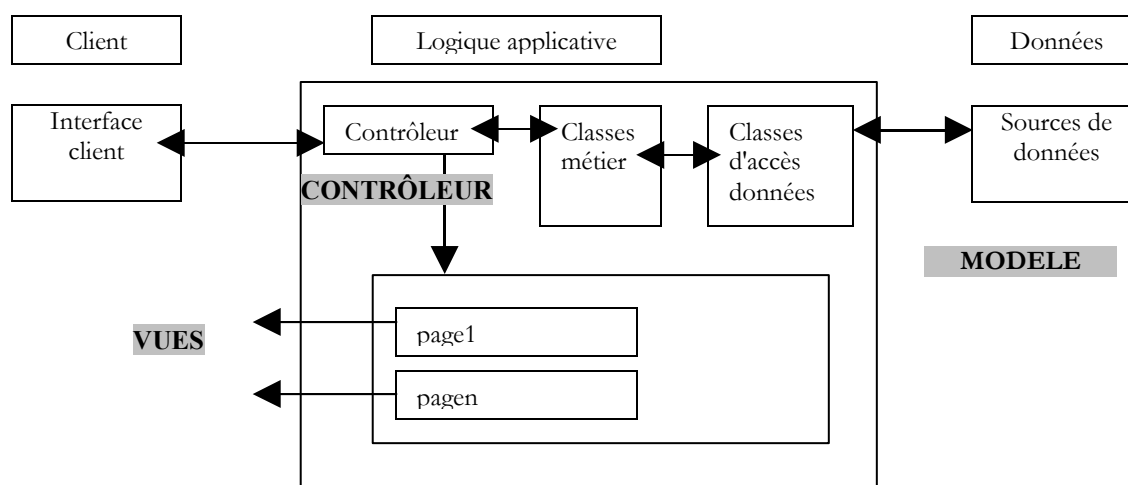 Client
Logique applicative
Données
Interface
client
Contrôleur
Classes
métier
Classes
d'accès
données
Sources de
données
CONTRÔLEUR
MODELE
VUES
page1
pagen